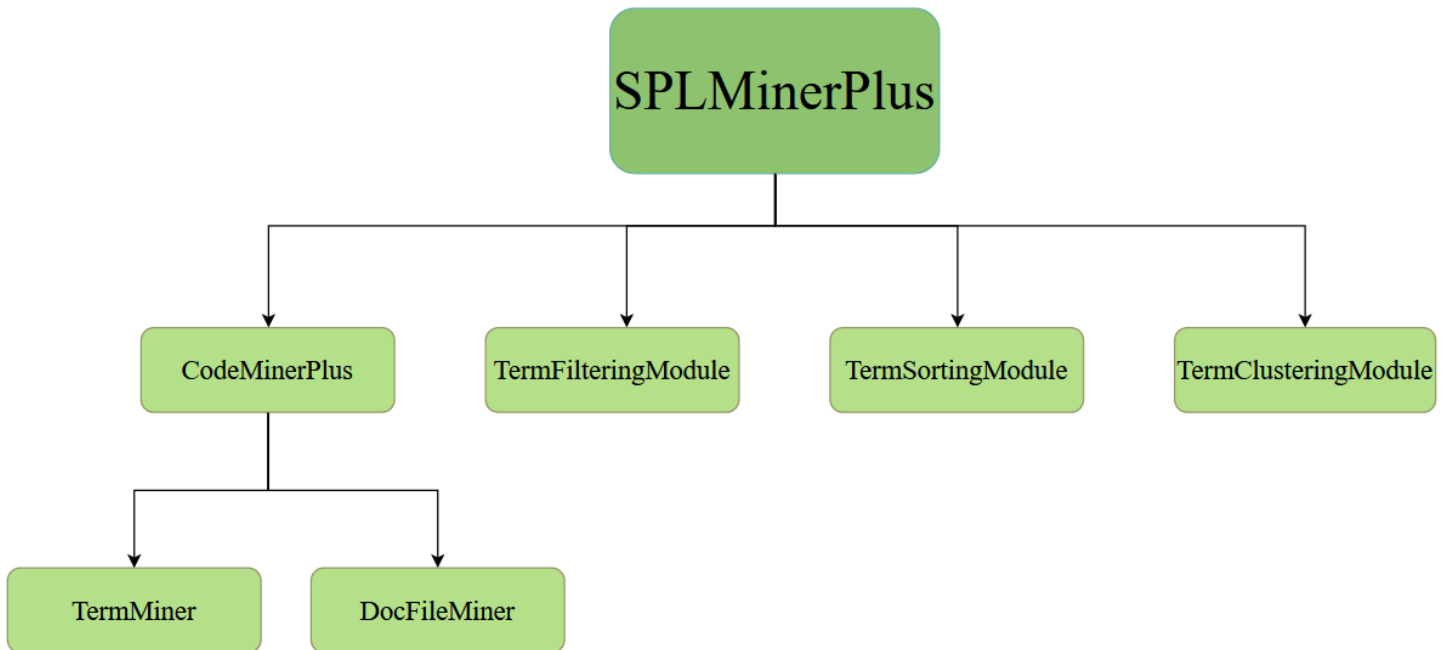 SPLMinerPlus
CodeMinerPlus
TermFilteringModule
TermSortingModule
TermClusteringModule
TermMiner
DocFileMiner